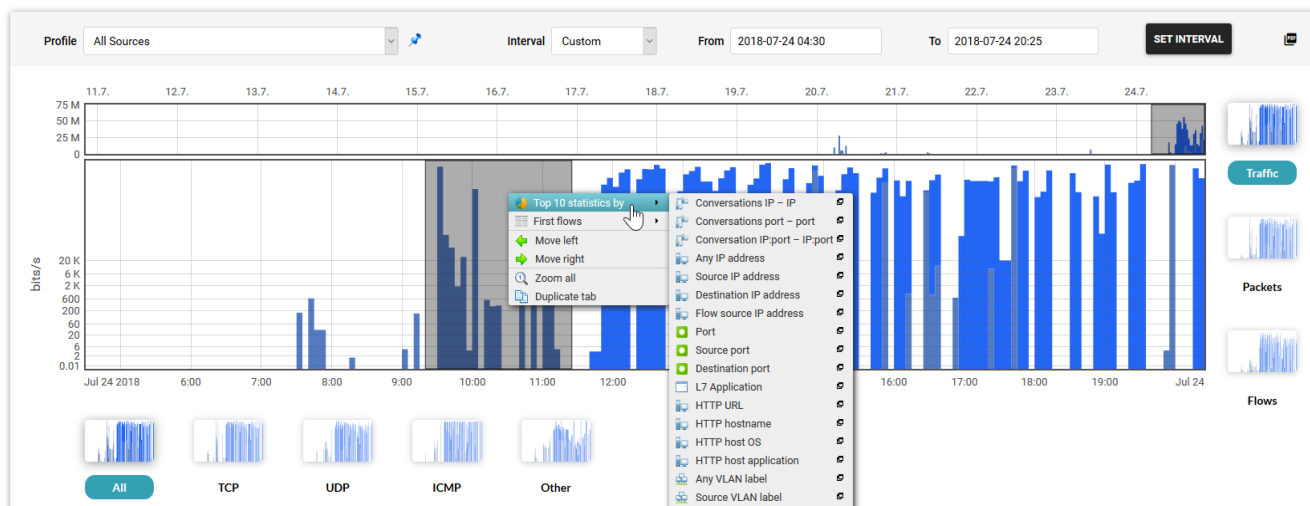 Profile All Sources Interval Custom From 2018-07-24 04:30 To 2018-07-24 20:25 SET INTERVAL PDF
11.7. 12.7. 13.7. 14.7. 15.7. 16.7. 17.7. 18.7. 19.7. 20.7. 21.7. 22.7. 23.7. 24.7.
75 M
50 M
25 M
0
bits/s
20 K
6 K
2 K
600
200
60
20
6
2
0.01
Jul 24 2018 6:00 7:00 8:00 9:00 10:00 11:00 12:00 16:00 17:00 18:00 19:00 Jul 24
Top 10 statistics by
First flows
Move left
Move right
Zoom all
Duplicate tab
Conversations IP – IP
Conversations port – port
Conversation IP:port – IP:port
Any IP address
Source IP address
Destination IP address
Flow source IP address
Port
Source port
Destination port
L7 Application
HTTP URL
HTTP hostname
HTTP host OS
HTTP host application
Any VLAN label
Source VLAN label
Traffic
Packets
Flows
All TCP UDP ICMP Other